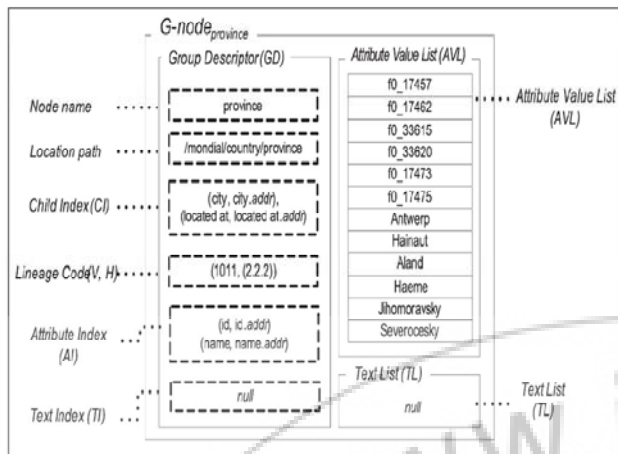 G-node province
Group Descriptor (GD)
Attribute Value List (AVL)
Node name
province
Location path
/mondial/country/province
Child Index (CI)
(city, city.addr),
(located at, located at.addr)
Lineage Code (V, H)
(1011, (2.2.2))
Attribute Index
(AI)
(id, id.addr)
(name, name.addr)
Text Index (TI)
null
f0_17457
f0_17462
f0_33615
f0_33620
f0_17473
f0_17475
Antwerp
Hainaut
Aland
Haeme
Jihomoravsky
Severocesky
Attribute Value List
(AVL)
Text List (TL)
null
Text List
(TL)